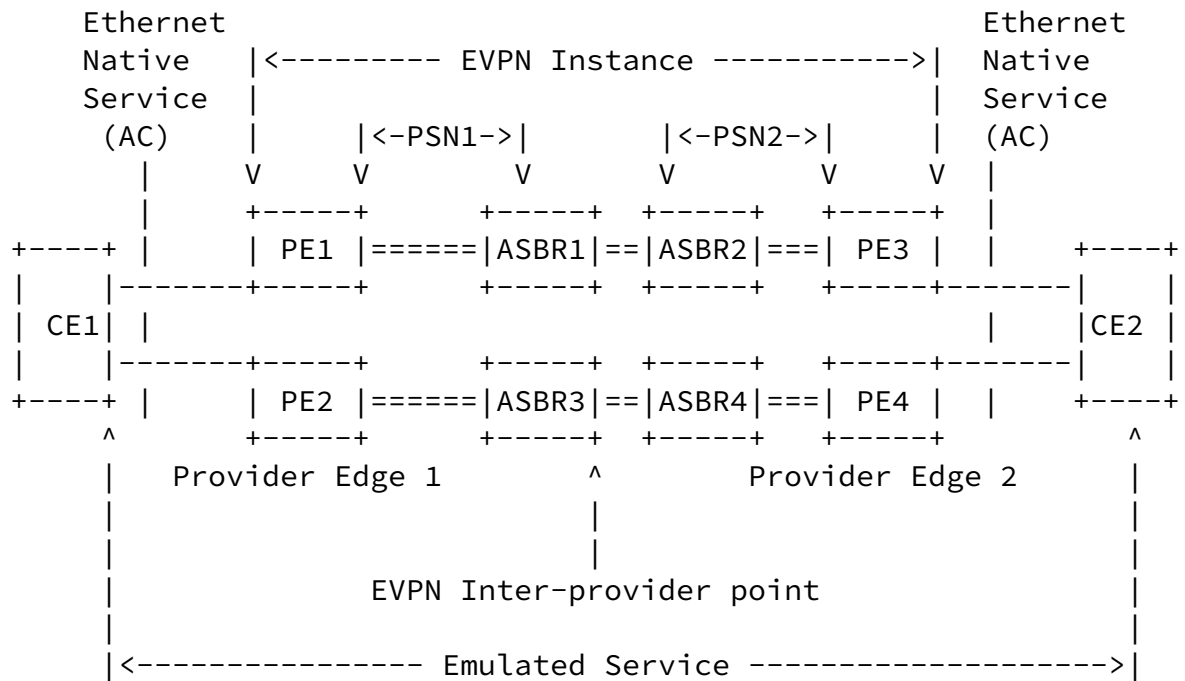 Ethernet Ethernet
Native |<--------- EVPN Instance ----------->| Native
Service | | Service
(AC) | |<-PSN1->| |<-PSN2->| | (AC)
| V V V V V V |
| +-----+ +-----+ +-----+ +-----+ |
+----+ | | PE1 |======|ASBR1|==|ASBR2|===| PE3 | | +----+
| |-------+-----+ +-----+ +-----+ +-----+-------| |
| CE1| | | |CE2 |
| |-------+-----+ +-----+ +-----+ +-----+-------| |
+----+ | | PE2 |======|ASBR3|==|ASBR4|===| PE4 | | +----+
^ +-----+ +-----+ +-----+ +-----+ ^
| Provider Edge 1 ^ Provider Edge 2 |
| | |
| | |
| EVPN Inter-provider point |
| |
|<---------------- Emulated Service -------------------->|